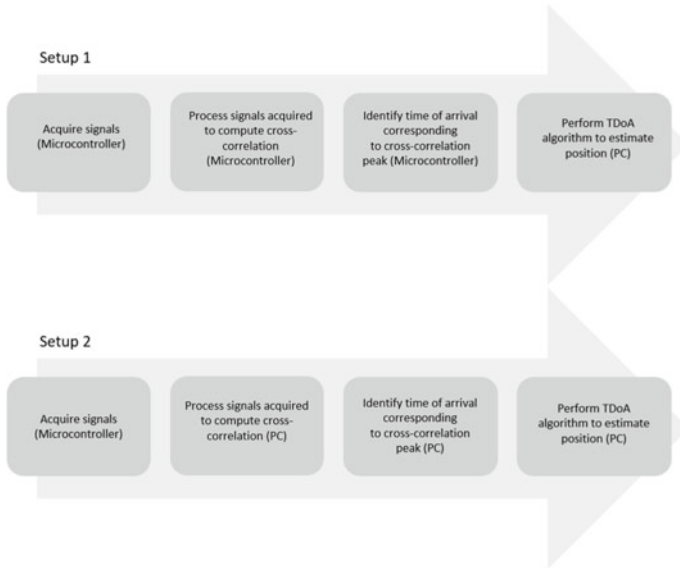 Setup 1
Acquire signals
(Microcontroller)
Process signals acquired
to compute cross-
correlation
(Microcontroller)
Identify time of arrival
corresponding
to cross-correlation
peak (Microcontroller)
Perform TDoA
algorithm to estimate
position (PC)
Setup 2
Acquire signals
(Microcontroller)
Process signals acquired
to compute cross-
correlation (PC)
Identify time of arrival
corresponding
to cross-correlation
peak (PC)
Perform TDoA
algorithm to estimate
position (PC)